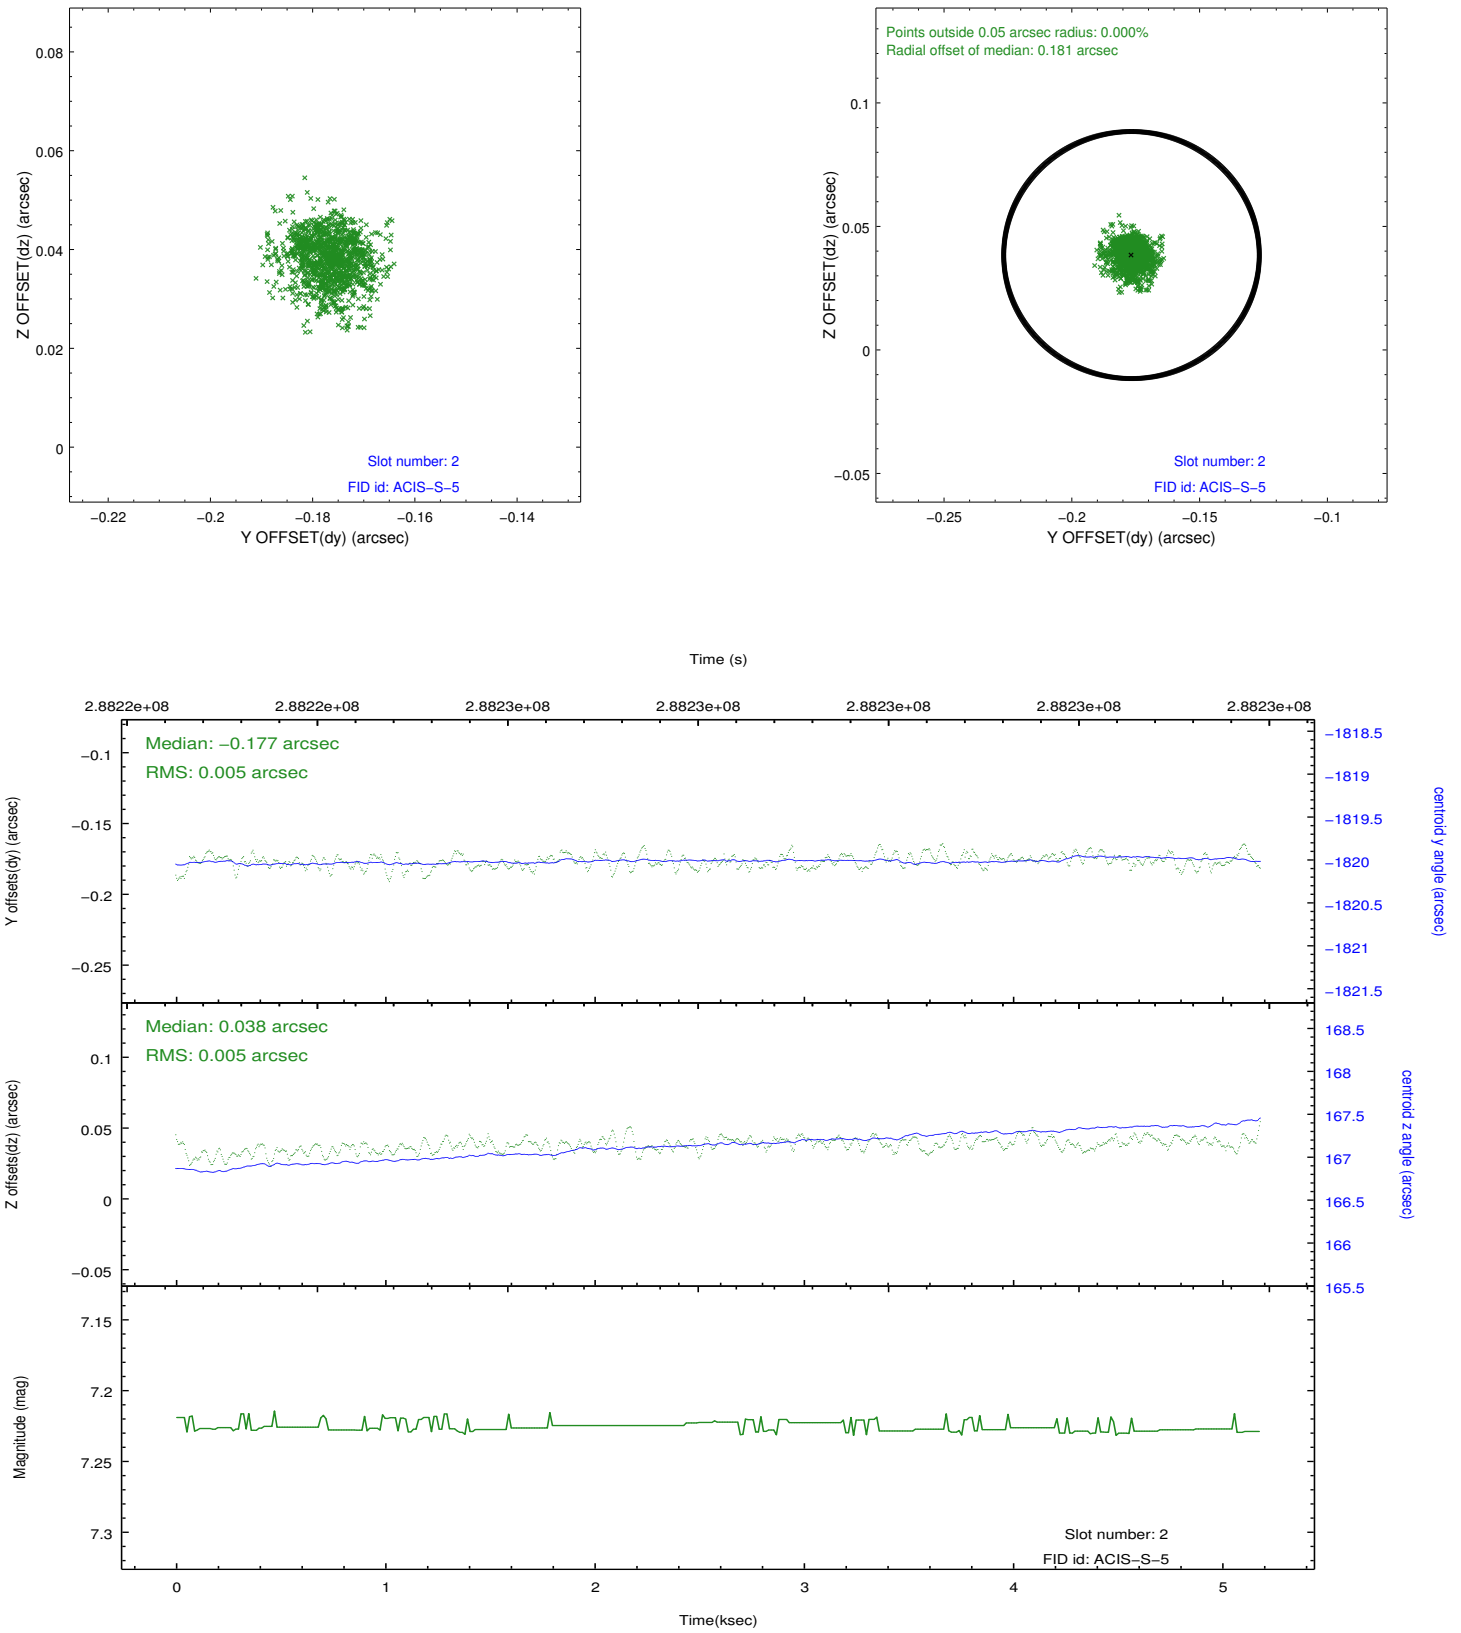 0.08
0.06
0.04
0.02
0
Z OFFSET(dz) (arcsec)
Slot number: 2
FID id: ACIS−S−5
−0.22 −0.2 −0.18 −0.16 −0.14
Y OFFSET(dy) (arcsec)
Points outside 0.05 arcsec radius: 0.000%
Radial offset of median: 0.181 arcsec
0.1
0.05
0
−0.05
Z OFFSET(dz) (arcsec)
Slot number: 2
FID id: ACIS−S−5
−0.25 −0.2 −0.15 −0.1
Y OFFSET(dy) (arcsec)
Time (s)
2.8822e+08 2.8822e+08 2.8823e+08 2.8823e+08 2.8823e+08 2.8823e+08 2.8823e+08
Median: −0.177 arcsec
RMS: 0.005 arcsec
−0.1
−0.15
−0.2
−0.25
Y offsets(dy) (arcsec)
−1818.5
−1819
−1819.5
−1820
−1820.5
−1821
−1821.5
centroid y angle (arcsec)
Median: 0.038 arcsec
RMS: 0.005 arcsec
0.1
0.05
0
−0.05
Z offsets(dz) (arcsec)
168.5
168
167.5
167
166.5
166
165.5
centroid z angle (arcsec)
7.15
7.2
7.25
7.3
Magnitude (mag)
Slot number: 2
FID id: ACIS−S−5
0 1 2 3 4 5
Time(ksec)